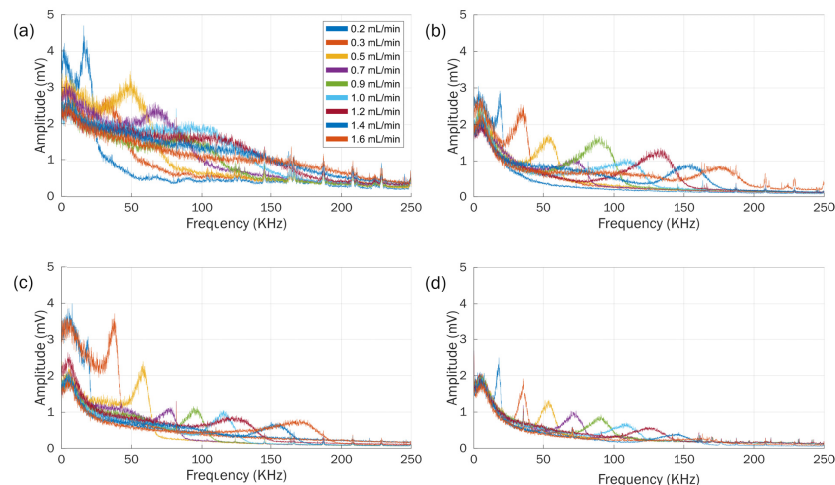 (a)
5
4
3
2
1
0
Amplitude (mV)
0.2 mL/min
0.3 mL/min
0.5 mL/min
0.7 mL/min
0.9 mL/min
1.0 mL/min
1.2 mL/min
1.4 mL/min
1.6 mL/min
0 50 100 150 200 250
Frequency (KHz)
(b)
5
4
3
2
1
0
Amplitude (mV)
0 50 100 150 200 250
Frequency (KHz)
(c)
5
4
3
2
1
0
Amplitude (mV)
0 50 100 150 200 250
Frequency (KHz)
(d)
5
4
3
2
1
0
Amplitude (mV)
0 50 100 150 200 250
Frequency (KHz)